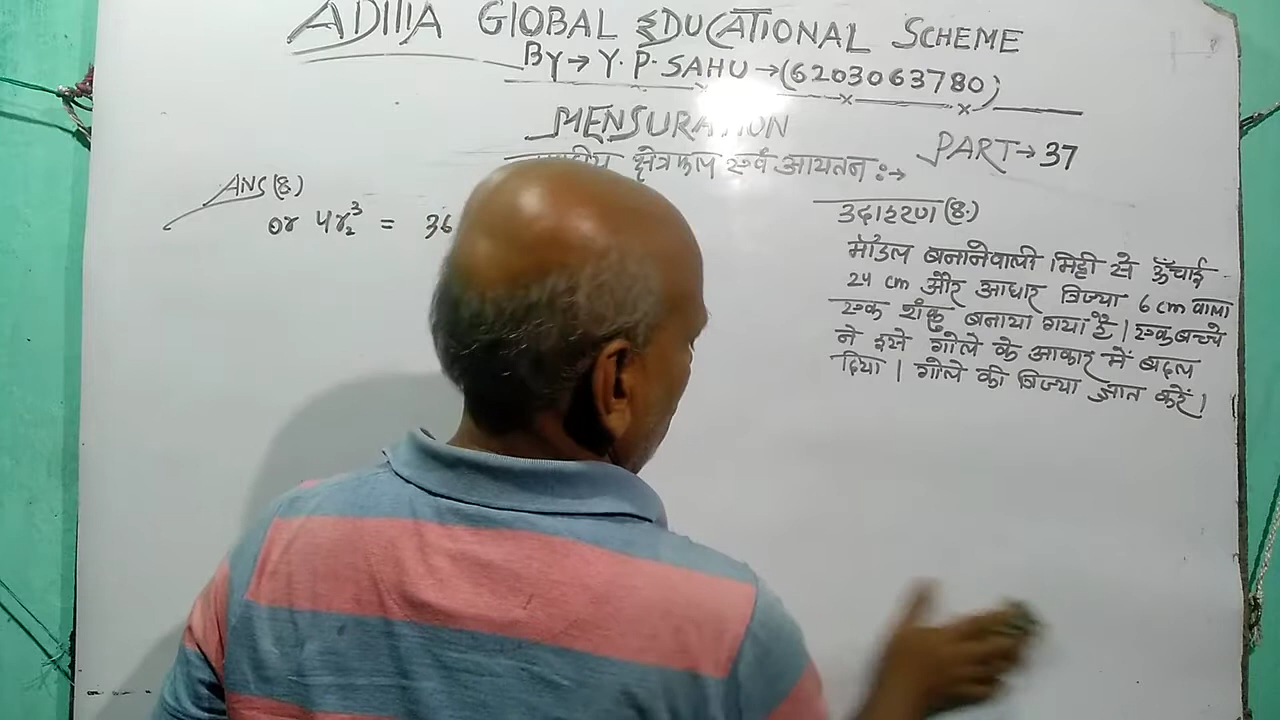 ADITIA GLOBAL EDUCATIONAL SCHEME
By → Y. P. SAHU → (6203063780)
MENSURATION
PART → 37
क्षेत्रफल एवं आयतन :→
ANS (8.)
or 4r₂³ = 36
उदाहरण (8.)
मॉडल बनानेवाली मिट्टी से ऊँचाई
24 cm और आधार त्रिज्या 6 cm वाला
एक शंकु बनाया गया है | एक बच्चे
ने इसे गोले के आकार में बदल
दिया | गोले की त्रिज्या ज्ञात करें |